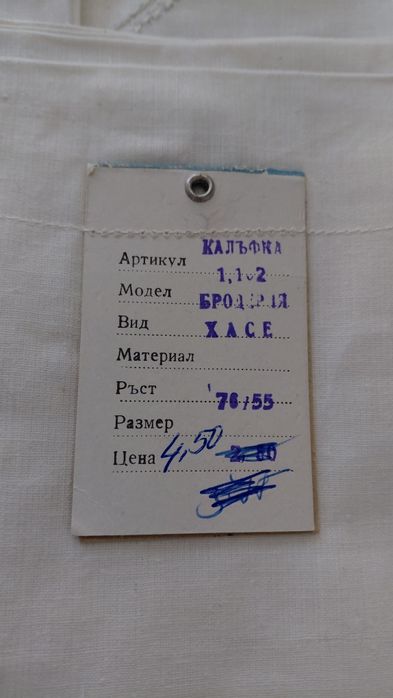 Артикул КАЛЪФКА
Модел
Вид БРОДЕРИЯ
Материал ХАСЕ
Ръст
Размер 76/55
Цена 4,50